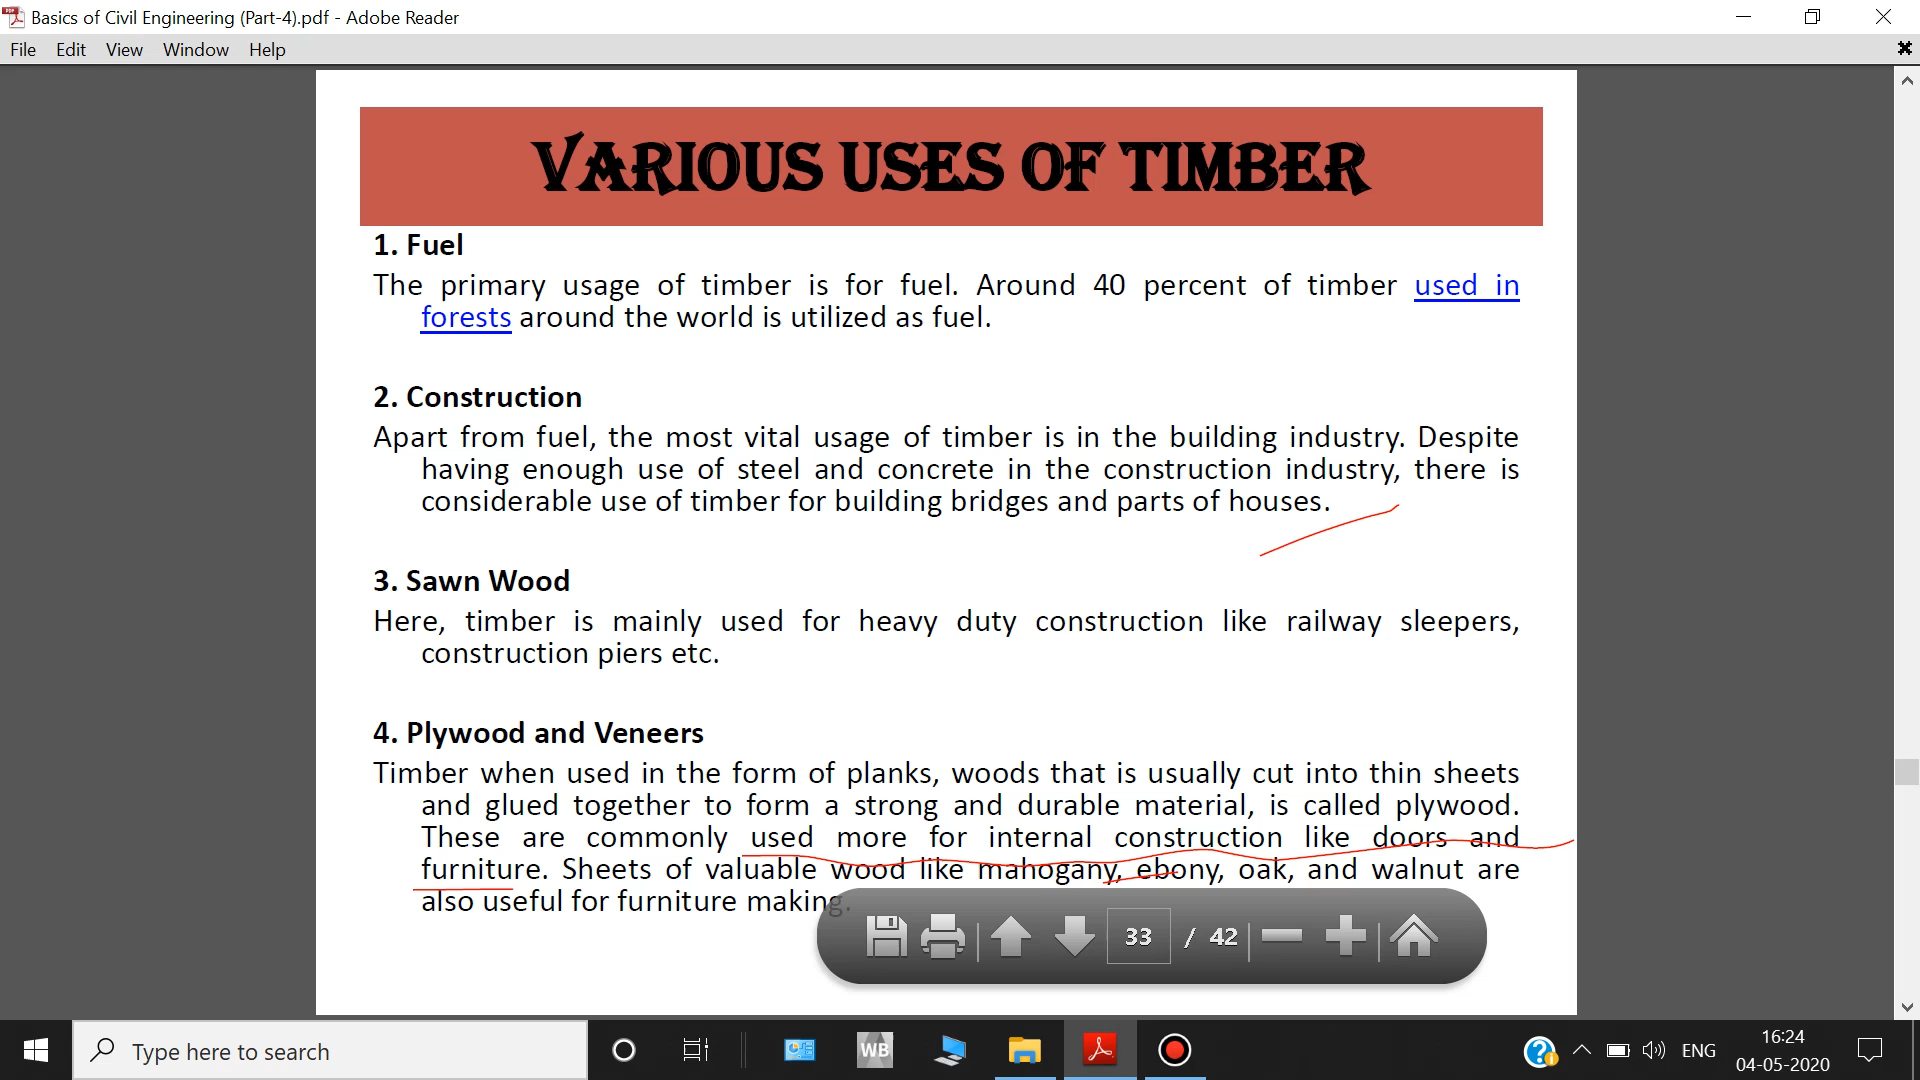 Basics of Civil Engineering (Part-4).pdf - Adobe Reader
File Edit View Window Help
VARIOUS USES OF TIMBER
1. Fuel
The primary usage of timber is for fuel. Around 40 percent of timber used in
forests around the world is utilized as fuel.
2. Construction
Apart from fuel, the most vital usage of timber is in the building industry. Despite
having enough use of steel and concrete in the construction industry, there is
considerable use of timber for building bridges and parts of houses.
3. Sawn Wood
Here, timber is mainly used for heavy duty construction like railway sleepers,
construction piers etc.
4. Plywood and Veneers
Timber when used in the form of planks, woods that is usually cut into thin sheets
and glued together to form a strong and durable material, is called plywood.
These are commonly used more for internal construction like doors and
furniture. Sheets of valuable wood like mahogany, ebony, oak, and walnut are
also useful for furniture making.
33 / 42
Type here to search
WB
ENG
16:24
04-05-2020